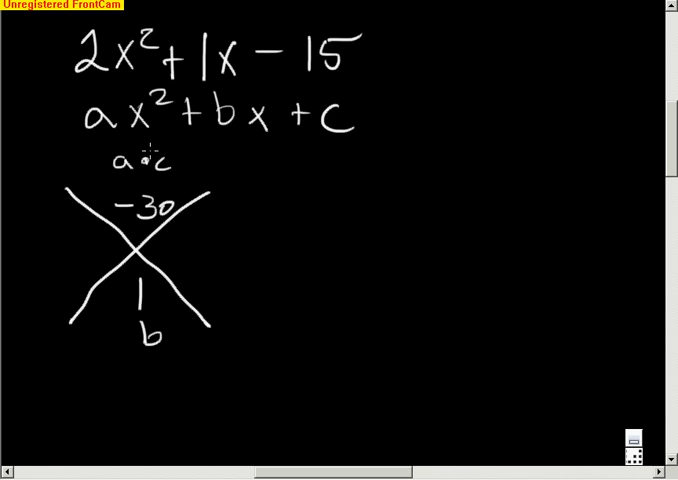 Unregistered FrontCam
2x² + 1x - 15
ax² + bx + c
a • c
-30
1
b